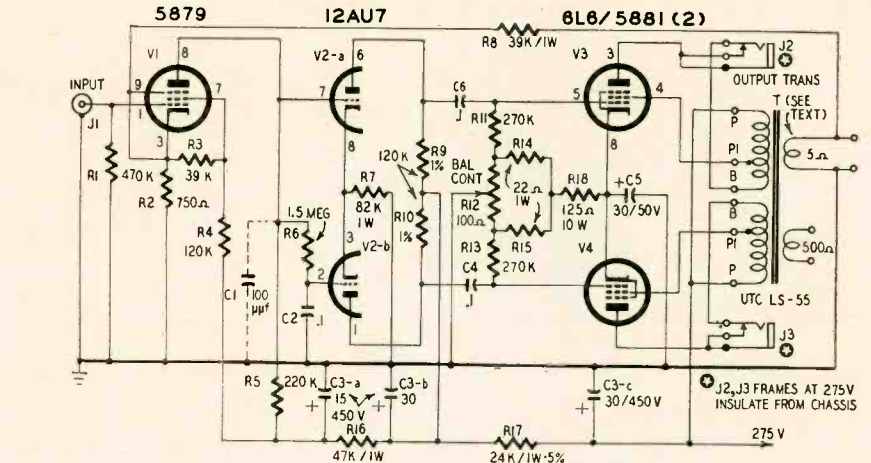 5879
12AU7
6L6/5881 (2)
V1
8
9
1
7
3
INPUT
J1
R1
470 K
R3
39 K
R2
750Ω
R4
120K
V2-a
6
7
8
R7
82 K
1W
1.5 MEG
R6
2
3
V2-b
1
C1
100
μμf
C2
.1
R8
39K/1W
C6
.1
R11
270K
120K
R9
1%
R10
1%
BAL
CONT
R12
100Ω
R14
22Ω
1W
R15
R13
270K
C4
.1
R18
125Ω
10 W
V3
3
5
4
8
+C5
30/50V
V4
J2
OUTPUT TRANS
T (SEE
TEXT)
P
P1
B
5Ω
B
P1
P
500Ω
UTC LS-55
J3
J2,J3 FRAMES AT 275V
INSULATE FROM CHASSIS
R5
220 K
C3-a
15
450 V
+
C3-b
30
+
R16
47K/1W
R17
24K/1W-5%
C3-c
30/450V
+
275 V